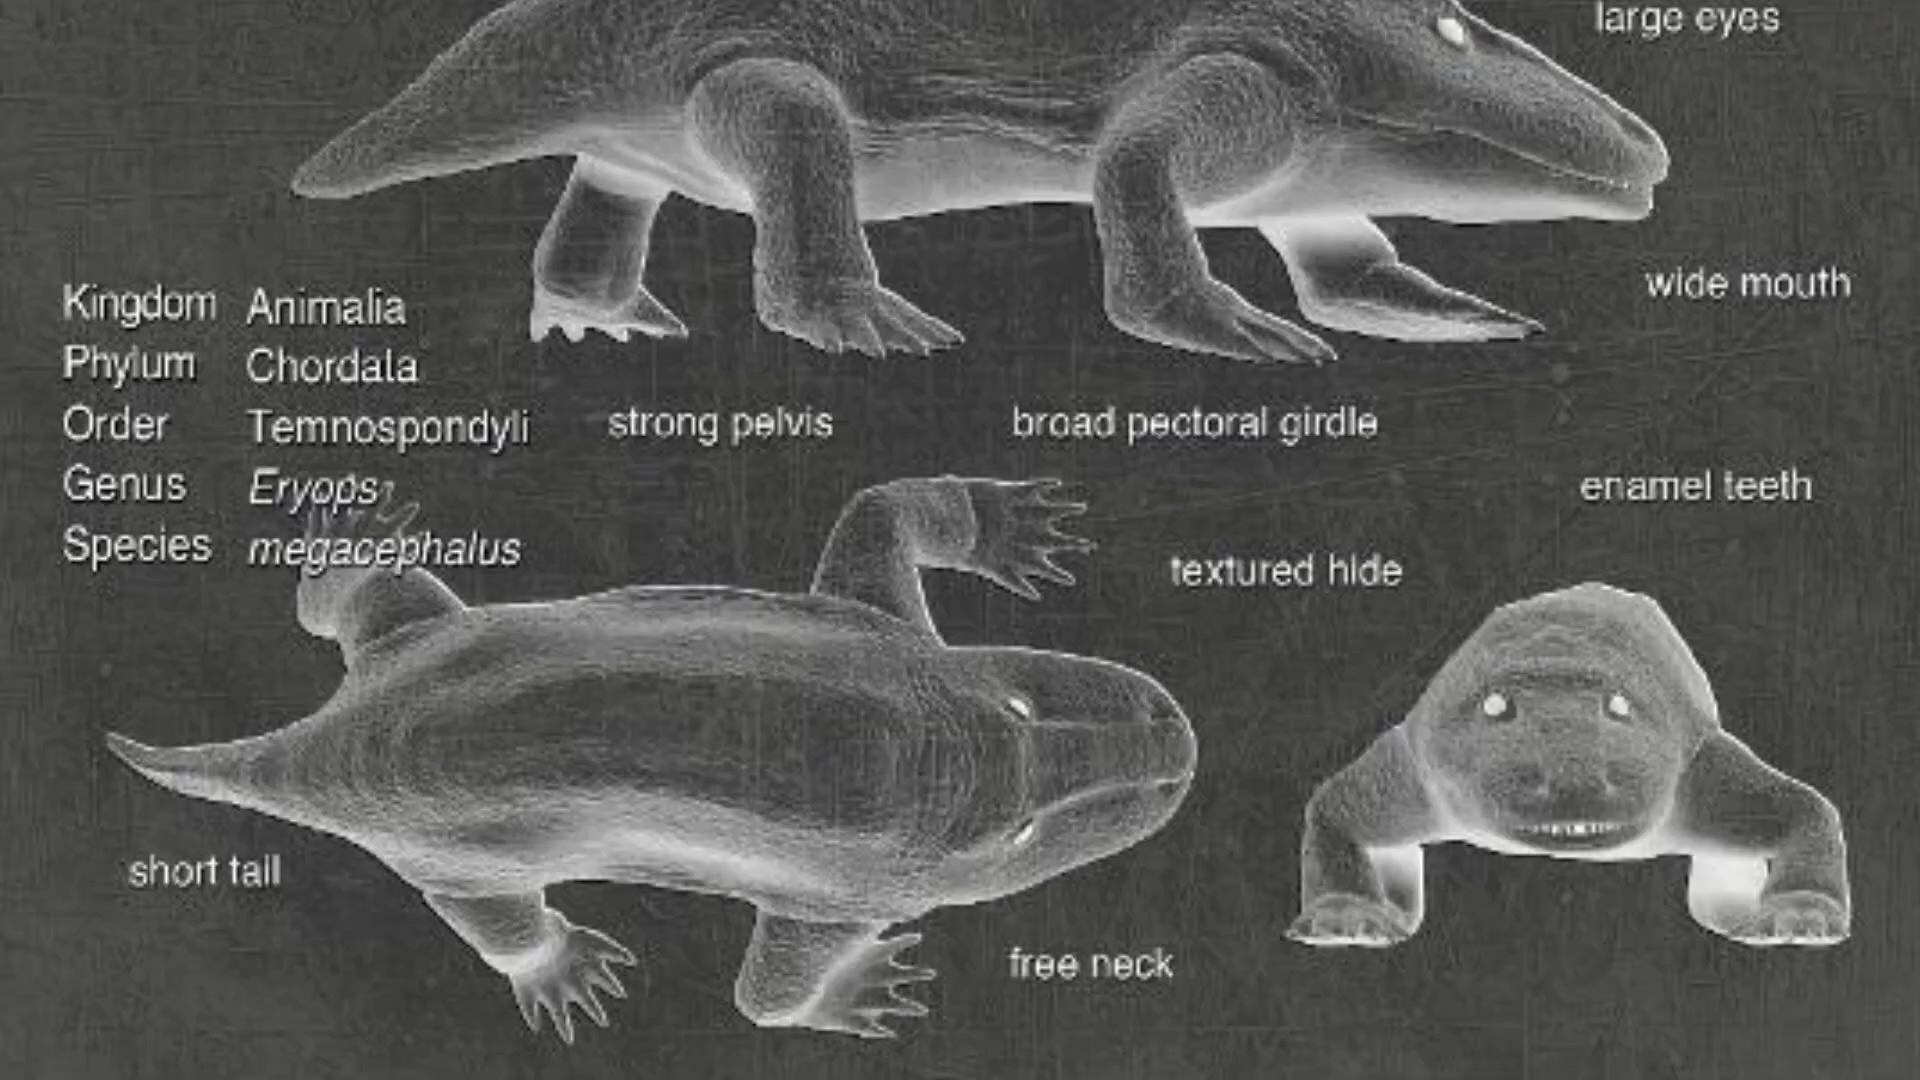 large eyes
wide mouth
Kingdom Animalia
Phylum Chordata
Order Temnospondyli
Genus Eryops
Species megacephalus
strong pelvis
broad pectoral girdle
enamel teeth
textured hide
short tail
free neck